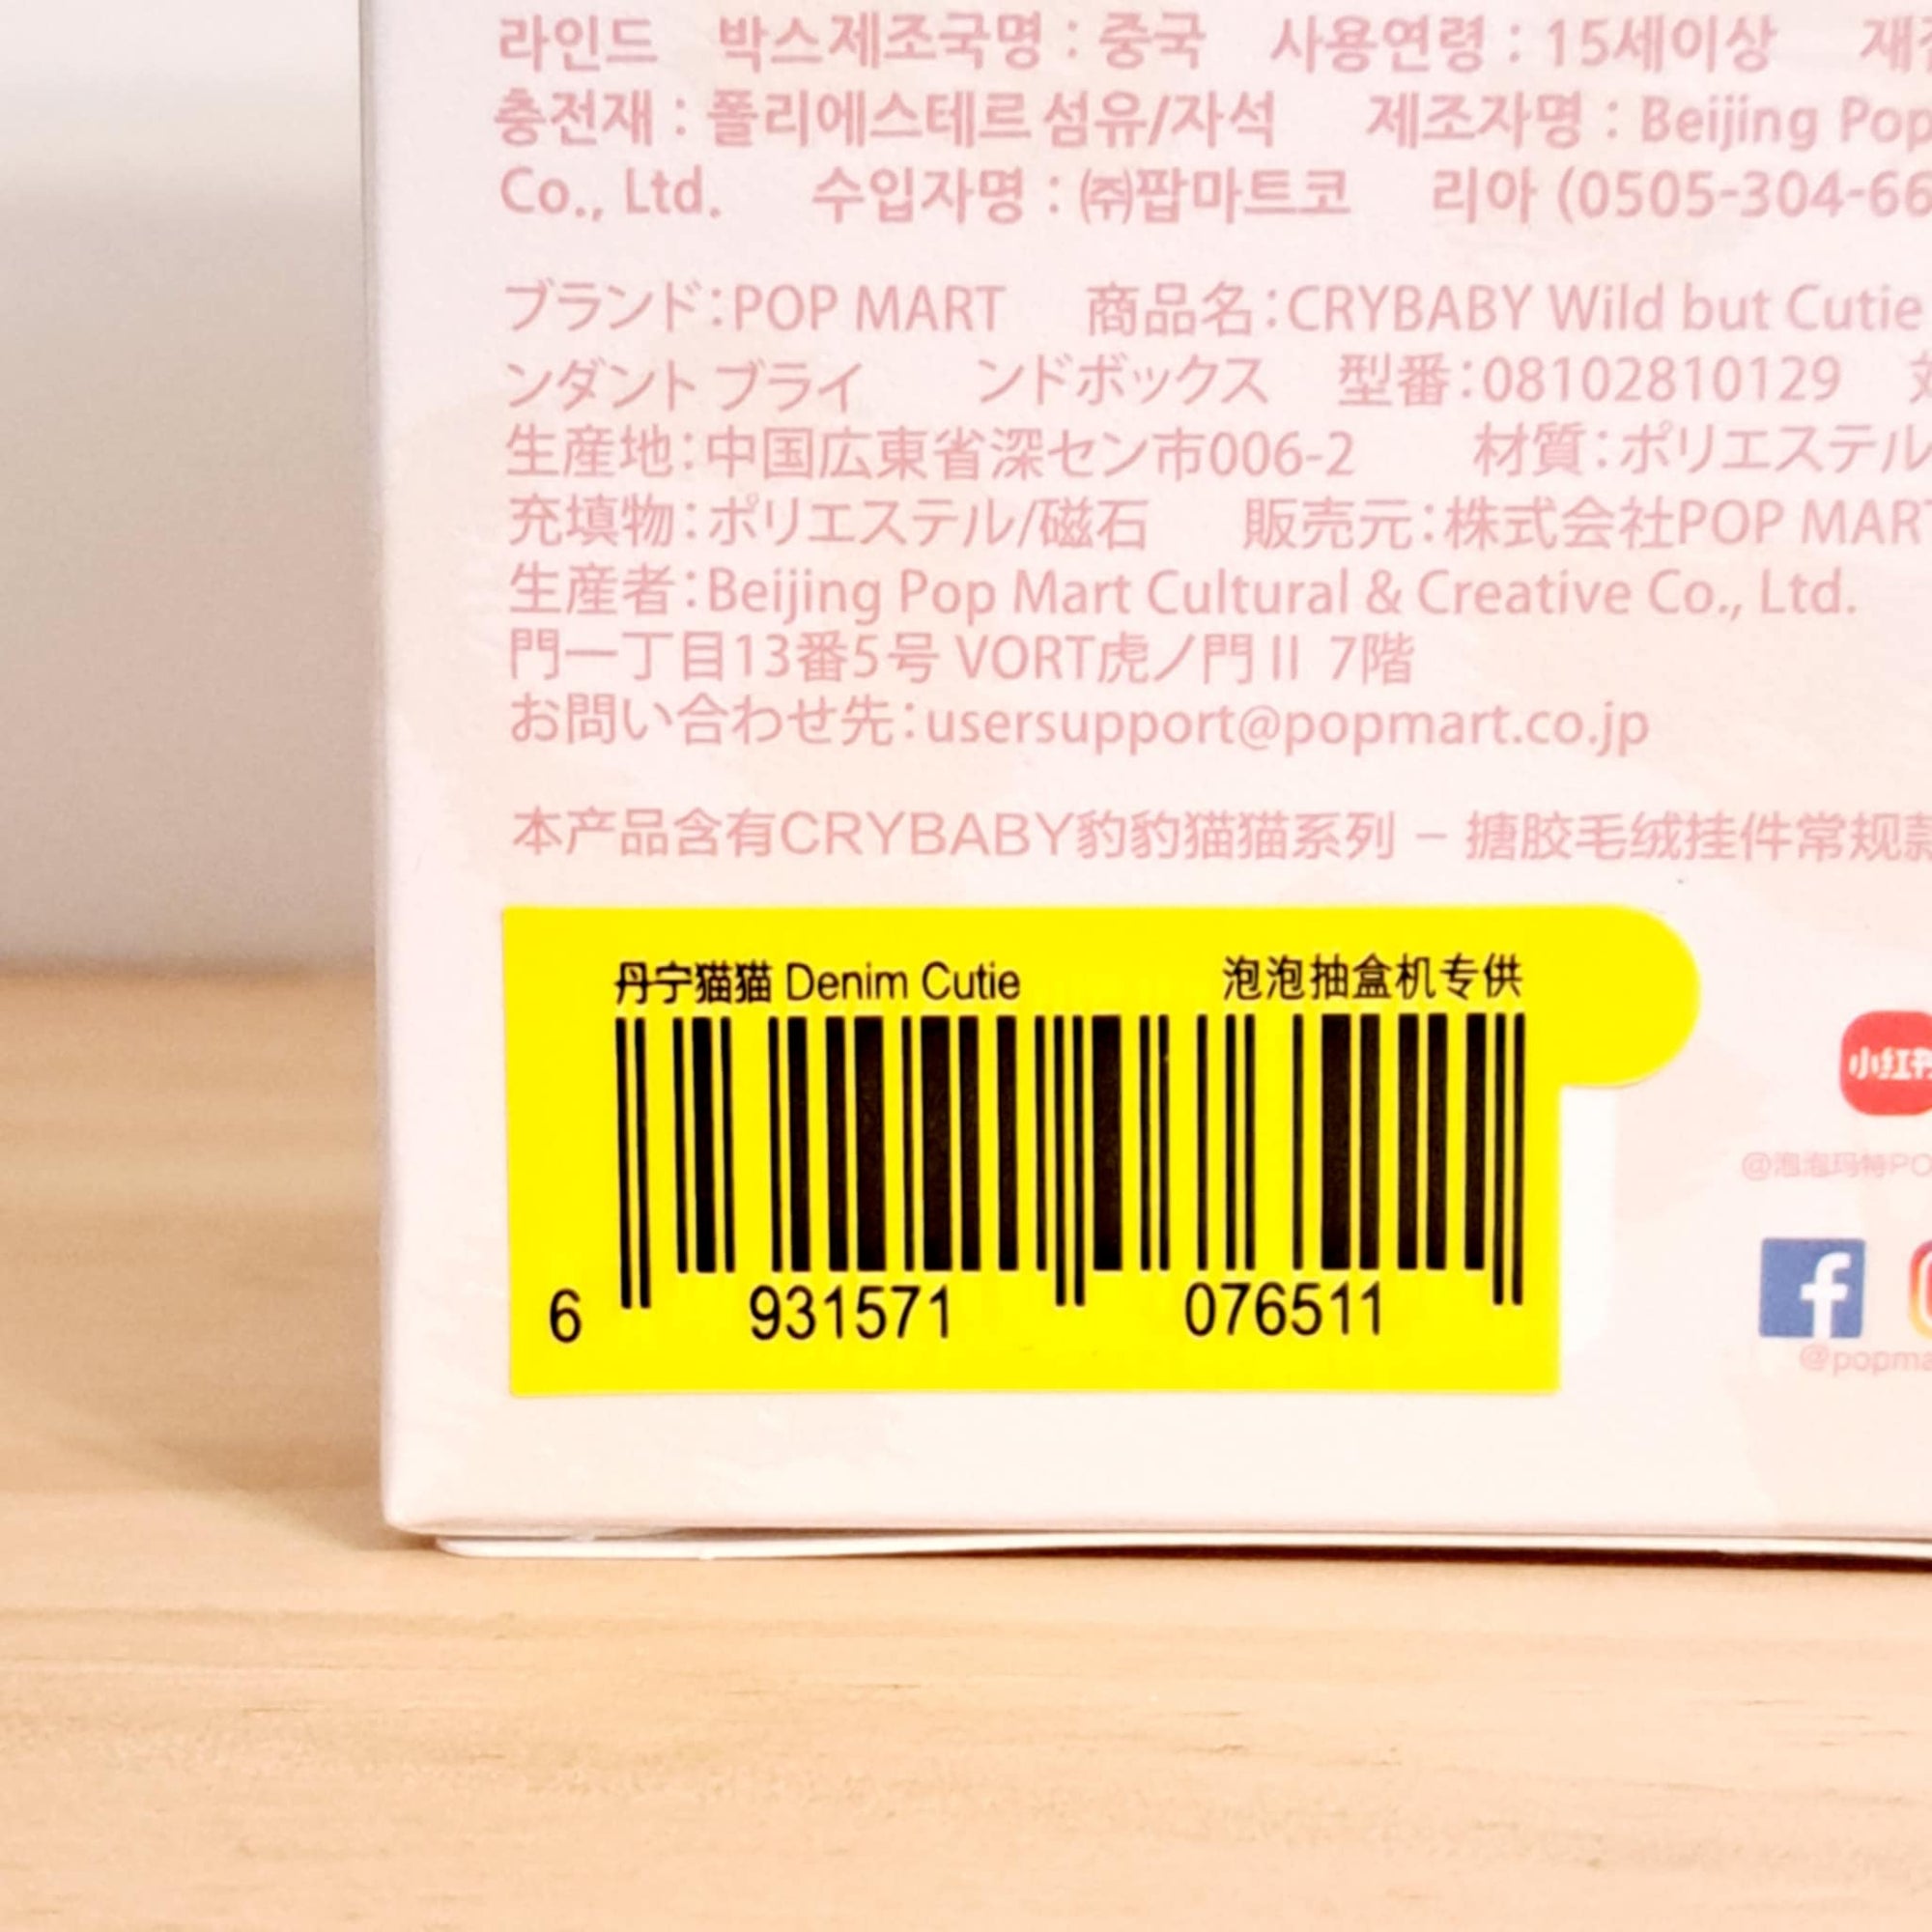 라인드 박스제조국명 : 중국 사용연령 : 15세이상
충전재 : 폴리에스테르 섬유/자석 제조자명 : Beijing Pop
Co., Ltd. 수입자명 : ㈜팝마트코 리아 (0505-304-66
ブランド:POP MART 商品名:CRYBABY Wild but Cutie
ンダント ブライ ンドボックス 型番:08102810129
生産地:中国広東省深セン市006-2 材質:ポリエステル
充填物:ポリエステル/磁石 販売元:株式会社POP MAR
生産者:Beijing Pop Mart Cultural & Creative Co., Ltd.
門一丁目13番5号 VORT虎ノ門 II 7階
お問い合わせ先:usersupport@popmart.co.jp
本产品含有CRYBABY豹豹猫猫系列 – 搪胶毛绒挂件常规款
丹宁猫猫 Denim Cutie 泡泡抽盒机专供
6 931571 076511
小红书
@泡泡玛特PO
f
@popma